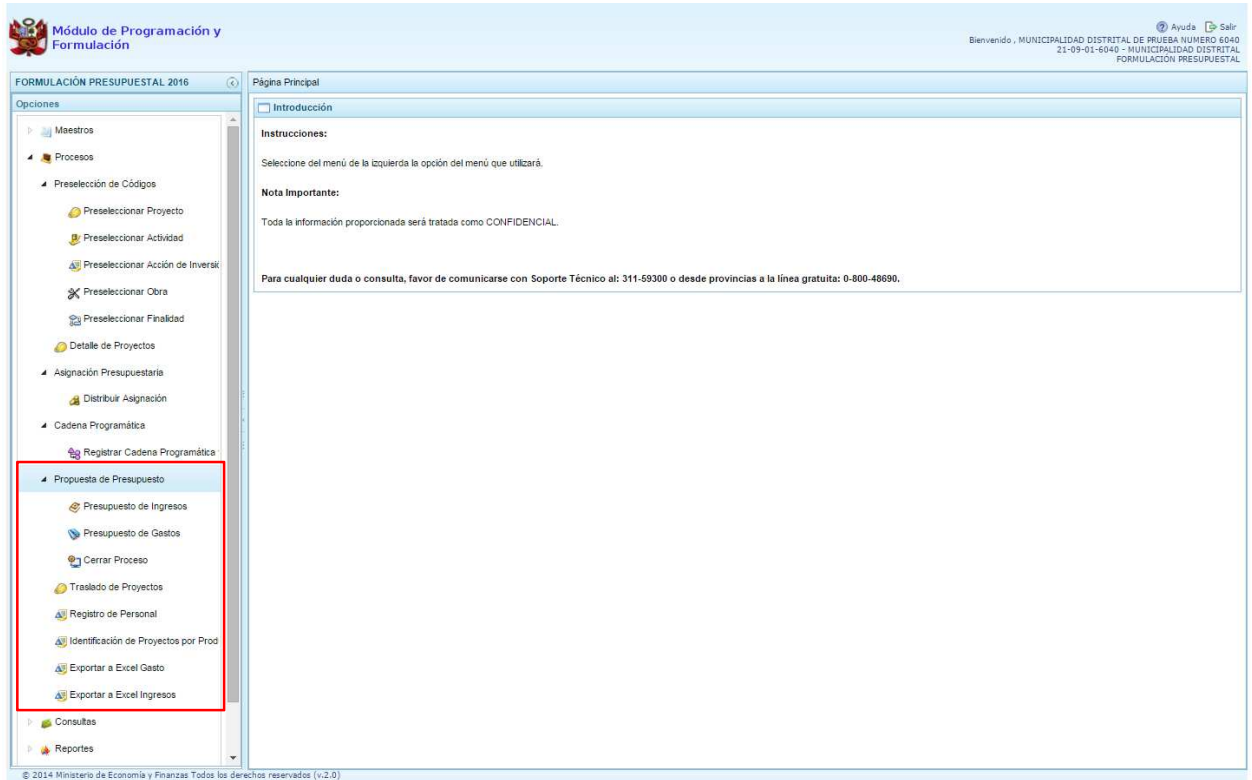 Módulo de Programación y
Formulación
Ayuda Salir
Bienvenido , MUNICIPALIDAD DISTRITAL DE PRUEBA NUMERO 6040
21-09-01-6040 - MUNICIPALIDAD DISTRITAL
FORMULACIÓN PRESUPUESTAL
FORMULACIÓN PRESUPUESTAL 2016
Opciones
Maestros
Procesos
Preselección de Códigos
Preseleccionar Proyecto
Preseleccionar Actividad
Preseleccionar Acción de Inversió
Preseleccionar Obra
Preseleccionar Finalidad
Detalle de Proyectos
Asignación Presupuestaria
Distribuir Asignación
Cadena Programática
Registrar Cadena Programática
Propuesta de Presupuesto
Presupuesto de Ingresos
Presupuesto de Gastos
Cerrar Proceso
Traslado de Proyectos
Registro de Personal
Identificación de Proyectos por Prod
Exportar a Excel Gasto
Exportar a Excel Ingresos
Consultas
Reportes
Página Principal
Introducción
Instrucciones:
Seleccione del menú de la izquierda la opción del menú que utilizará.
Nota Importante:
Toda la información proporcionada será tratada como CONFIDENCIAL.
Para cualquier duda o consulta, favor de comunicarse con Soporte Técnico al: 311-59300 o desde provincias a la línea gratuita: 0-800-48690.
© 2014 Ministerio de Economía y Finanzas Todos los derechos reservados (v.2.0)